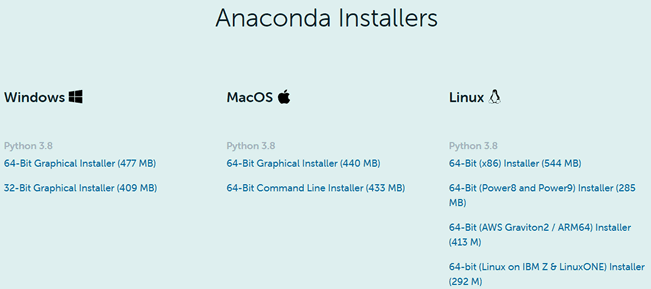 Anaconda Installers
Windows
Python 3.8
64-Bit Graphical Installer (477 MB)
32-Bit Graphical Installer (409 MB)
MacOS
Python 3.8
64-Bit Graphical Installer (440 MB)
64-Bit Command Line Installer (433 MB)
Linux
Python 3.8
64-Bit (x86) Installer (544 MB)
64-Bit (Power8 and Power9) Installer (285
MB)
64-Bit (AWS Graviton2 / ARM64) Installer
(413 M)
64-bit (Linux on IBM Z & LinuxONE) Installer
(292 M)